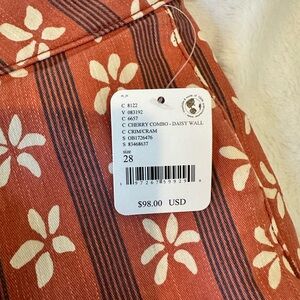 C 8122
V 083192
C 6657
C CHERRY COMBO - DAISY WALL
C CRIM/CRAM
S OB1726476
S 83468637
SIZE
28
$98.00 USD